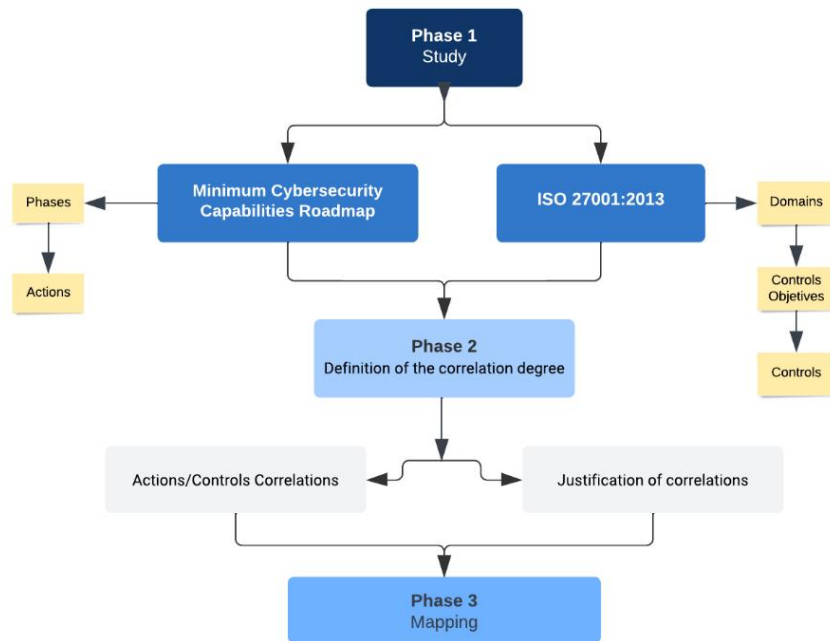 Phase 1
Study
Minimum Cybersecurity
Capabilities Roadmap
ISO 27001:2013
Phases
Actions
Domains
Controls
Objetives
Controls
Phase 2
Definition of the correlation degree
Actions/Controls Correlations
Justification of correlations
Phase 3
Mapping